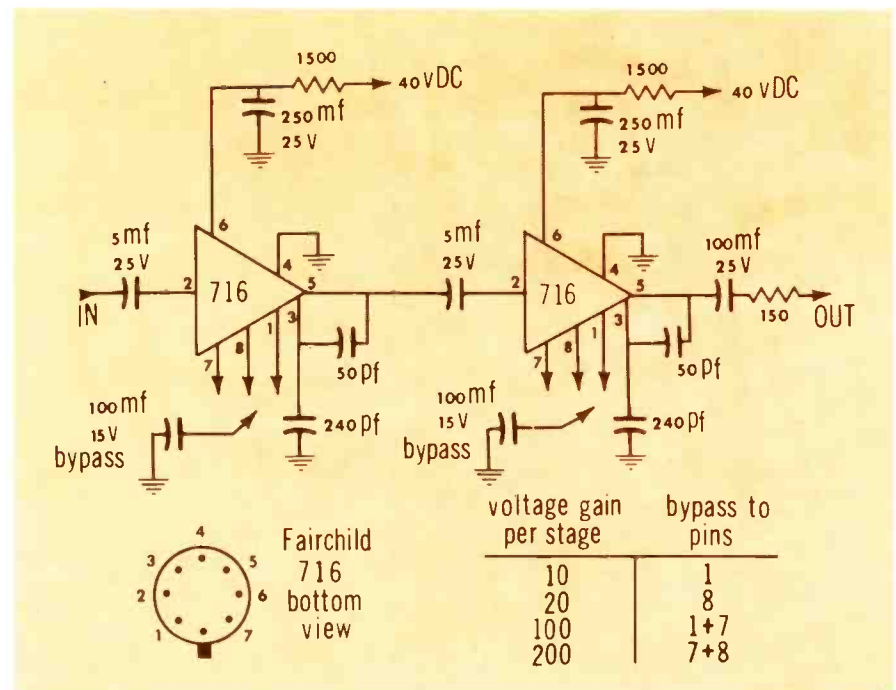 1500
40 vDC
250 mf
25 V
6
5 mf
25 V
IN
2
716
4
5
3
1
8
7
50 pf
240 pf
100 mf
15 V
bypass
1500
40 vDC
250 mf
25 V
6
5 mf
25 V
2
716
4
5
3
1
8
7
100 mf
25 V
150
OUT
50 pf
240 pf
100 mf
15 V
bypass
4
3
5
2
6
1
7
Fairchild
716
bottom
view
voltage gain per stage
bypass to pins
10 1
20 8
100 1+7
200 7+8